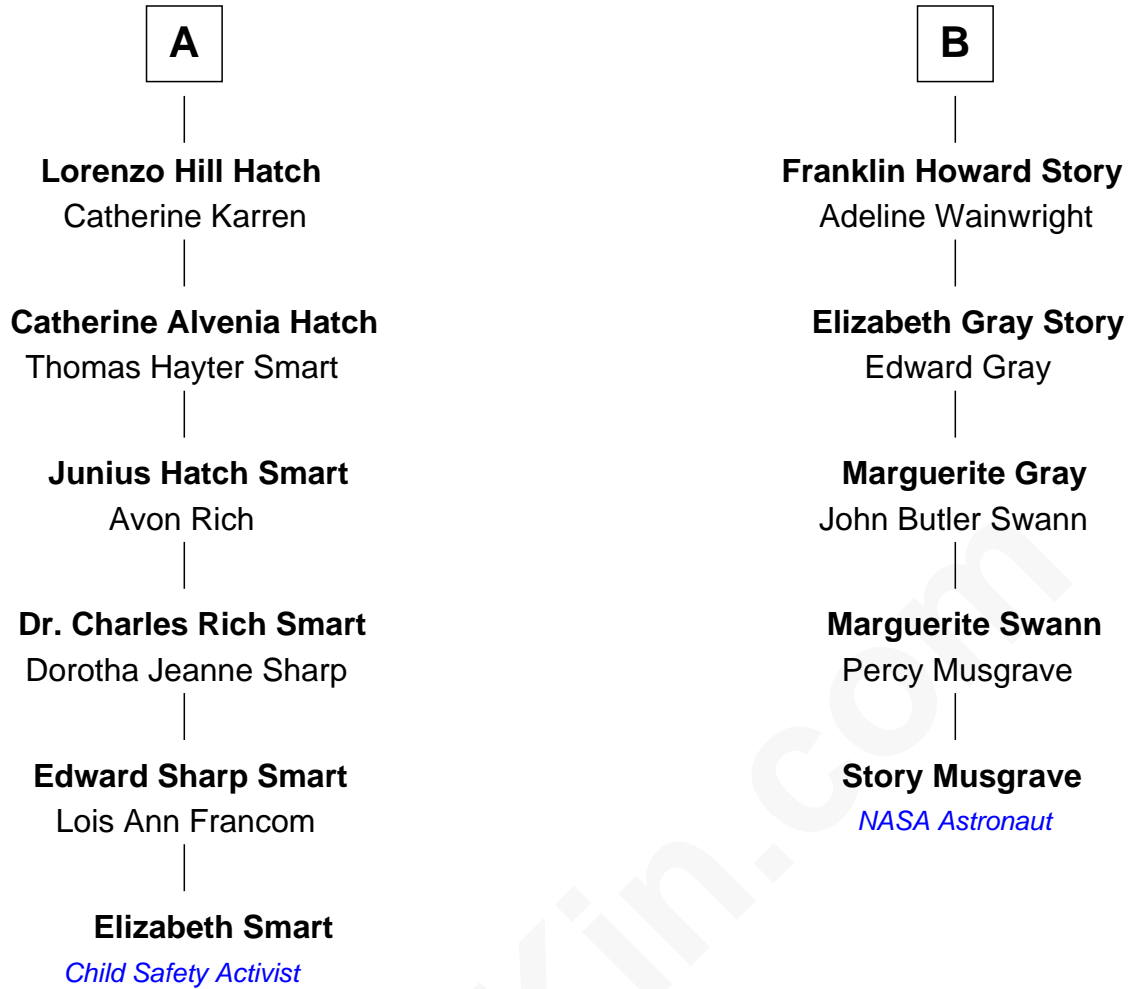 A
Lorenzo Hill Hatch
Catherine Karren
Catherine Alvenia Hatch
Thomas Hayter Smart
Junius Hatch Smart
Avon Rich
Dr. Charles Rich Smart
Dorotha Jeanne Sharp
Edward Sharp Smart
Lois Ann Francom
Elizabeth Smart
Child Safety Activist
B
Franklin Howard Story
Adeline Wainwright
Elizabeth Gray Story
Edward Gray
Marguerite Gray
John Butler Swann
Marguerite Swann
Percy Musgrave
Story Musgrave
NASA Astronaut
Kin.com